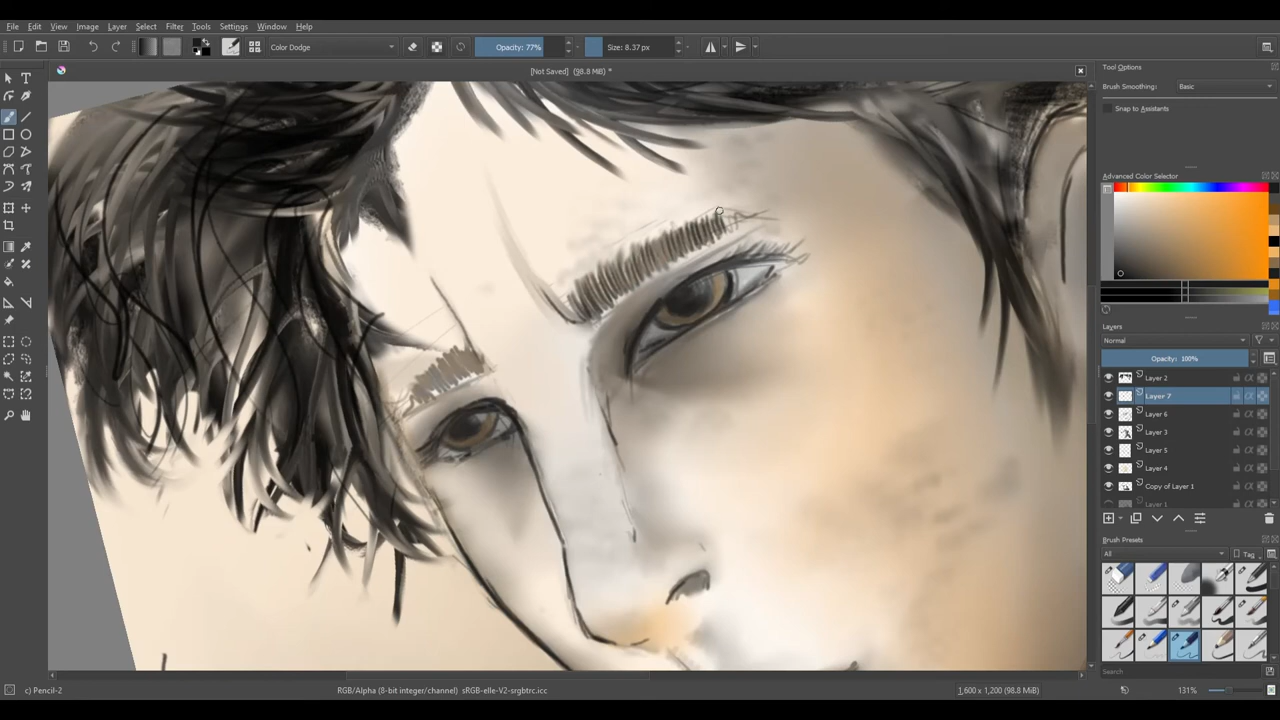 File Edit View Image Layer Select Filter Tools Settings Window Help
Color Dodge Opacity: 77% Size: 8.37 px
[Not Saved] (98.8 MiB) *
Tool Options
Brush Smoothing: Basic
Snap to Assistants
Advanced Color Selector
Layers
Normal
Opacity: 100%
Layer 2
Layer 7
Layer 6
Layer 3
Layer 5
Layer 4
Copy of Layer 1
Layer 1
Brush Presets
All Tag
Search
c) Pencil-2 RGB/Alpha (8-bit integer/channel) sRGB-elle-V2-srgbtrc.icc 1,600 x 1,200 (98.8 MiB) 131%